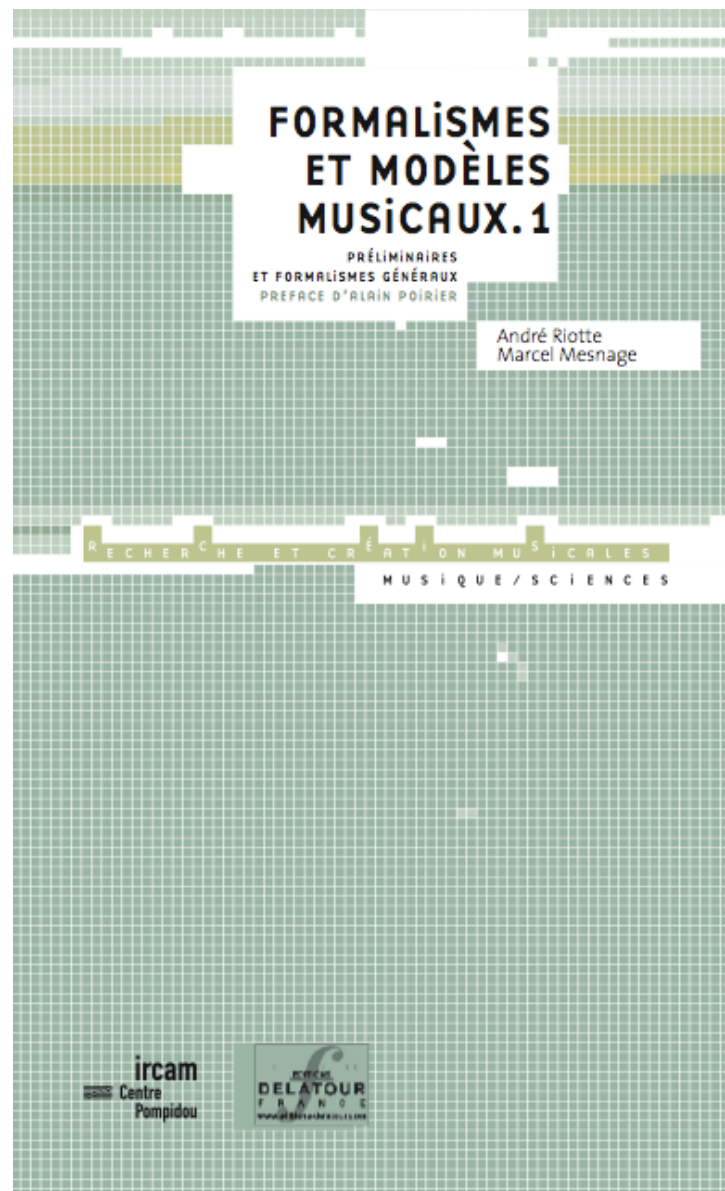 FORMALiSMES
ET MODÈLES
MUSiCAUX.1
PRÉLiMiNAiRES
ET FORMALiSMES GÉNÉRAUX
PREFACE D'ALAiN POiRiER
André Riotte
Marcel Mesnage
RECHERCHE ET CRÉATiON MUSiCALES
MUSiQUE/SCiENCES
ircam
Centre
Pompidou
DELATOUR
FRANCE